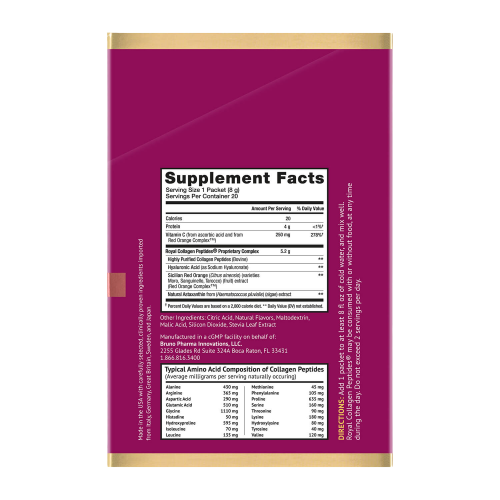 Supplement Facts
Serving Size 1 Packet (8 g)
Servings Per Container 20
Amount Per Serving % Daily Value
Calories 20
Protein 4 g <1%†
Vitamin C (from ascorbic acid and from 250 mg 278%†
Red Orange Complex™)
Royal Collagen Peptides® Proprietary Complex 5.2 g
Highly Purified Collagen Peptides (Bovine) **
Hyaluronic Acid (as Sodium Hyaluronate) **
Sicilian Red Orange (Citrus sinensis) (varieties **
Moro, Sanguinello, Tarocco) (fruit) extract
(Red Orange Complex™)
Natural Astaxanthin from (Haematococcus pluvialis) (algae) extract **
† Percent Daily Values are based on a 2,000 calorie diet. ** Daily Value (DV) not established.
Other Ingredients: Citric Acid, Natural Flavors, Maltodextrin,
Malic Acid, Silicon Dioxide, Stevia Leaf Extract
Manufactured in a cGMP facility on behalf of:
Bruno Pharma Innovations, LLC.
2255 Glades Rd Suite 324A Boca Raton, FL 33431
1.866.816.3400
Typical Amino Acid Composition of Collagen Peptides
(Average milligrams per serving naturally occuring)
Alanine 430 mg Methionine 45 mg
Arginine 365 mg Phenylalanine 105 mg
Aspartic Acid 290 mg Proline 635 mg
Glutamic Acid 510 mg Serine 160 mg
Glycine 1110 mg Threonine 90 mg
Histadine 50 mg Lysine 180 mg
Hydroxyproline 595 mg Hydroxylysine 80 mg
Isoleucine 70 mg Tyrosine 40 mg
Leucine 135 mg Valine 120 mg
Made in the USA with carefully selected, clinically proven ingredients imported
from Italy, Germany, Great Britain, Sweden, and Japan.
DIRECTIONS: Add 1 packet to at least 8 fl oz of cold water, and mix well.
Royal Collagen Peptides® may be consumed with or without food, at any time
during the day. Do not exceed 2 servings per day.